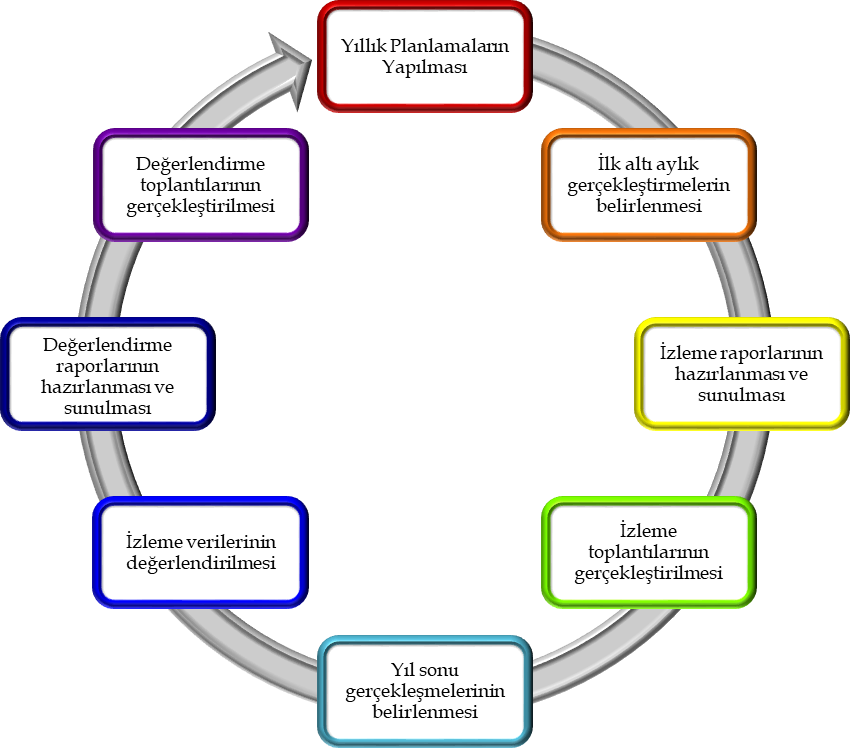 Yıllık Planlamaların
Yapılması
İlk altı aylık
gerçekleştirmelerin
belirlenmesi
İzleme raporlarının
hazırlanması ve
sunulması
İzleme
toplantılarının
gerçekleştirilmesi
Yıl sonu
gerçekleşmelerinin
belirlenmesi
İzleme verilerinin
değerlendirilmesi
Değerlendirme
raporlarının
hazırlanması ve
sunulması
Değerlendirme
toplantılarının
gerçekleştirilmesi